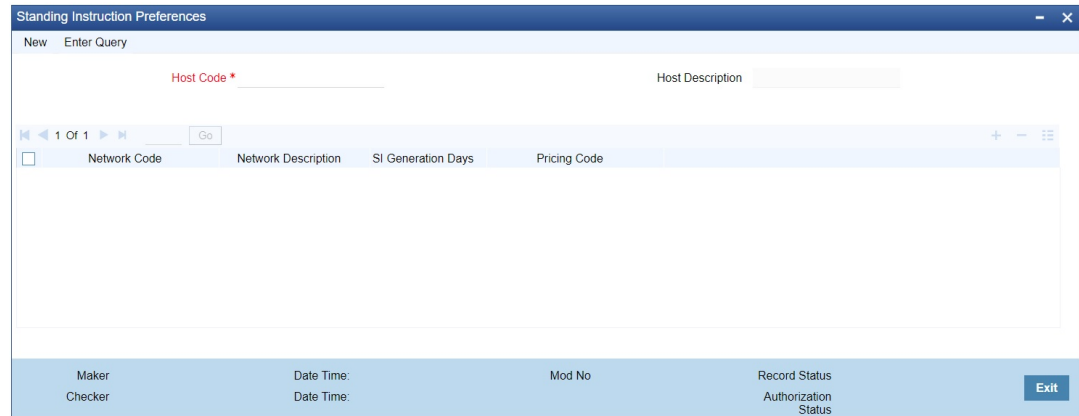 Standing Instruction Preferences
New Enter Query
Host Code * Host Description
1 Of 1 Go
Network Code Network Description SI Generation Days Pricing Code
Maker Date Time: Mod No Record Status
Checker Date Time: Authorization
Status
Exit